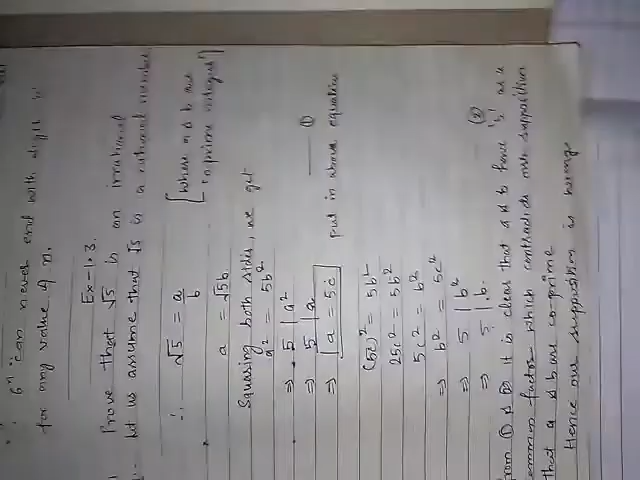 ∴ 6ⁿ can never end with digit 0
for any value of n.
Ex-1.3.
Prove that √5 is an irrational
Let us assume that √5 is a rational number
∴ √5 = a/b [where a & b are co-prime integers]
a = √5b
Squaring both sides, we get
a² = 5b²
⇒ 5 | a²
⇒ 5 | a — ①
⇒ a = 5c put in above equation
(5c)² = 5b²
25c² = 5b²
5c² = b²
⇒ b² = 5c²
⇒ 5 | b²
⇒ 5 | b. — ②
From ① & ② it is clear that a & b have '5' as a
common factor which contradicts our supposition
that a & b are co-prime
Hence our supposition is wrong